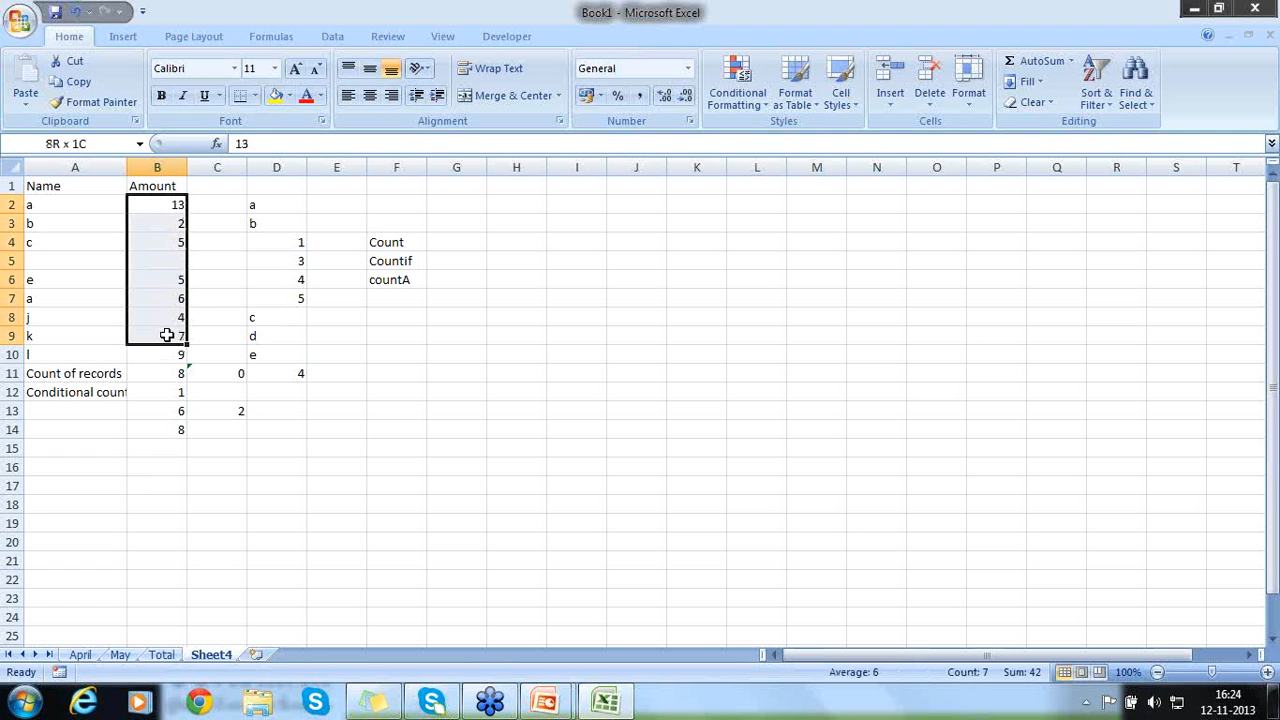 Book1 - Microsoft Excel
Home Insert Page Layout Formulas Data Review View Developer
Paste
Cut
Copy
Format Painter
Clipboard
Calibri 11
B I U A
Font
Wrap Text
Merge & Center
Alignment
General
% ,
Number
Conditional Formatting
Format as Table
Cell Styles
Styles
Insert
Delete
Format
Cells
AutoSum
Fill
Clear
Sort & Filter
Find & Select
Editing
8R x 1C fx 13
A B C D E F G H I J K L M N O P Q R S T
1 Name Amount
2 a 13 a
3 b 2 b
4 c 5 1 Count
5 3 Countif
6 e 5 4 countA
7 a 6 5
8 j 4 c
9 k 7 d
10 l 9 e
11 Count of records 8 0 4
12 Conditional count 1
13 6 2
14 8
15
16
17
18
19
20
21
22
23
24
25
April May Total Sheet4
Ready Average: 6 Count: 7 Sum: 42 100%
16:24
12-11-2013